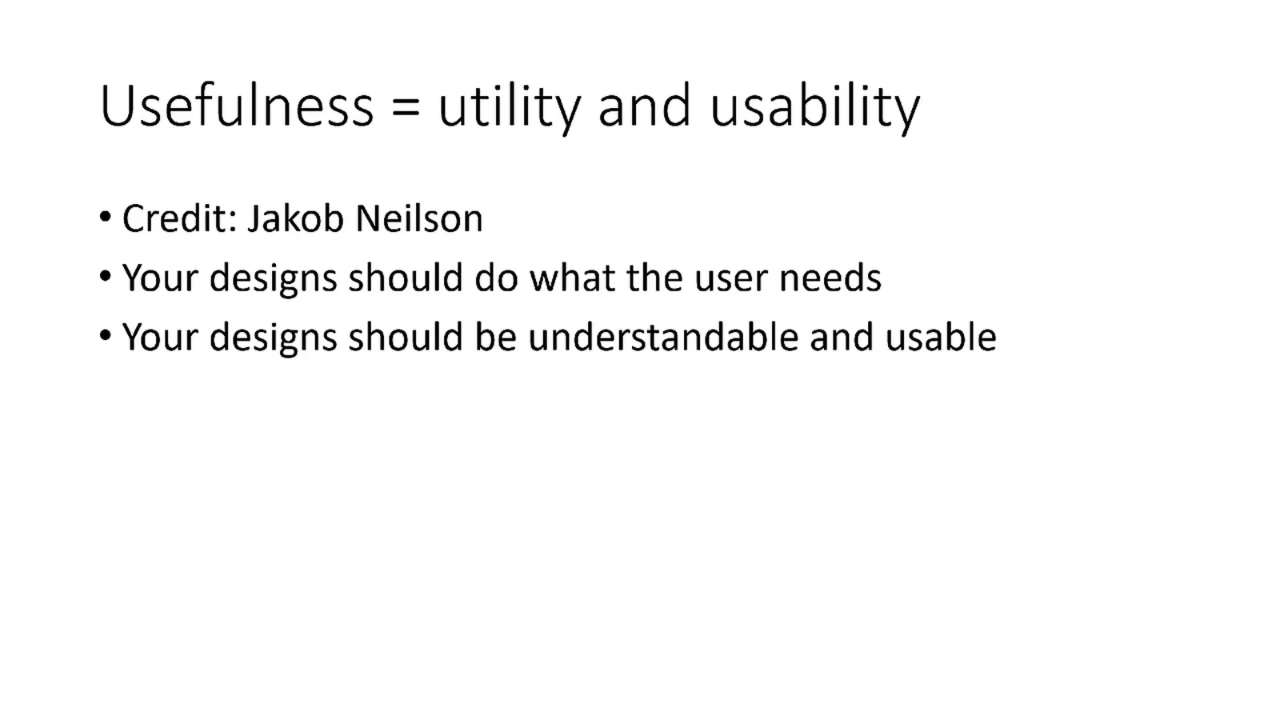 Usefulness = utility and usability
• Credit: Jakob Neilson
• Your designs should do what the user needs
• Your designs should be understandable and usable